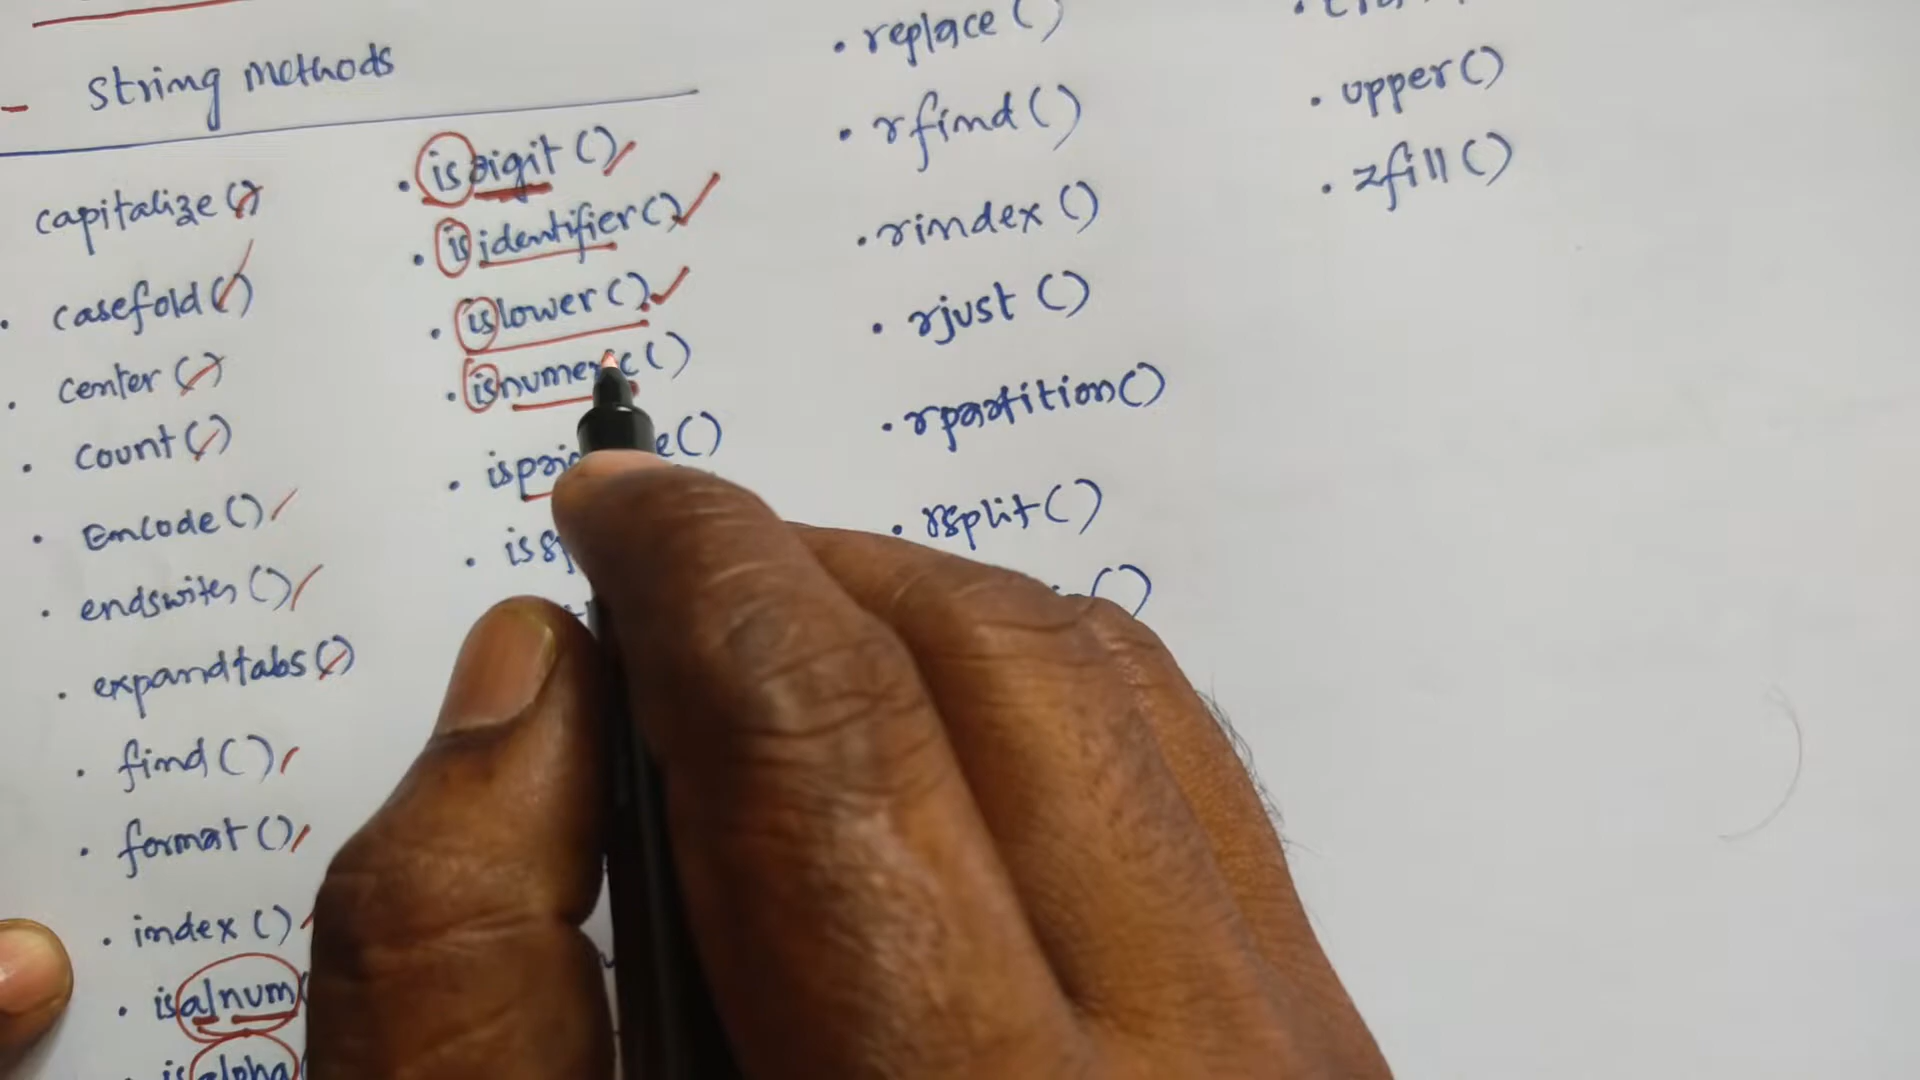 - String methods
capitalize()
• casefold()
• center()
• count()
• Encode()
• endswith()
• expandtabs()
• find()
• format()
• index()
• isalnum(
• isalpha(
• isdigit()
• isidentifier()
• islower()
• isnumeric()
• replace()
• rfind()
• rindex()
• rjust()
• rpartition()
• rsplit()
• upper()
• zfill()